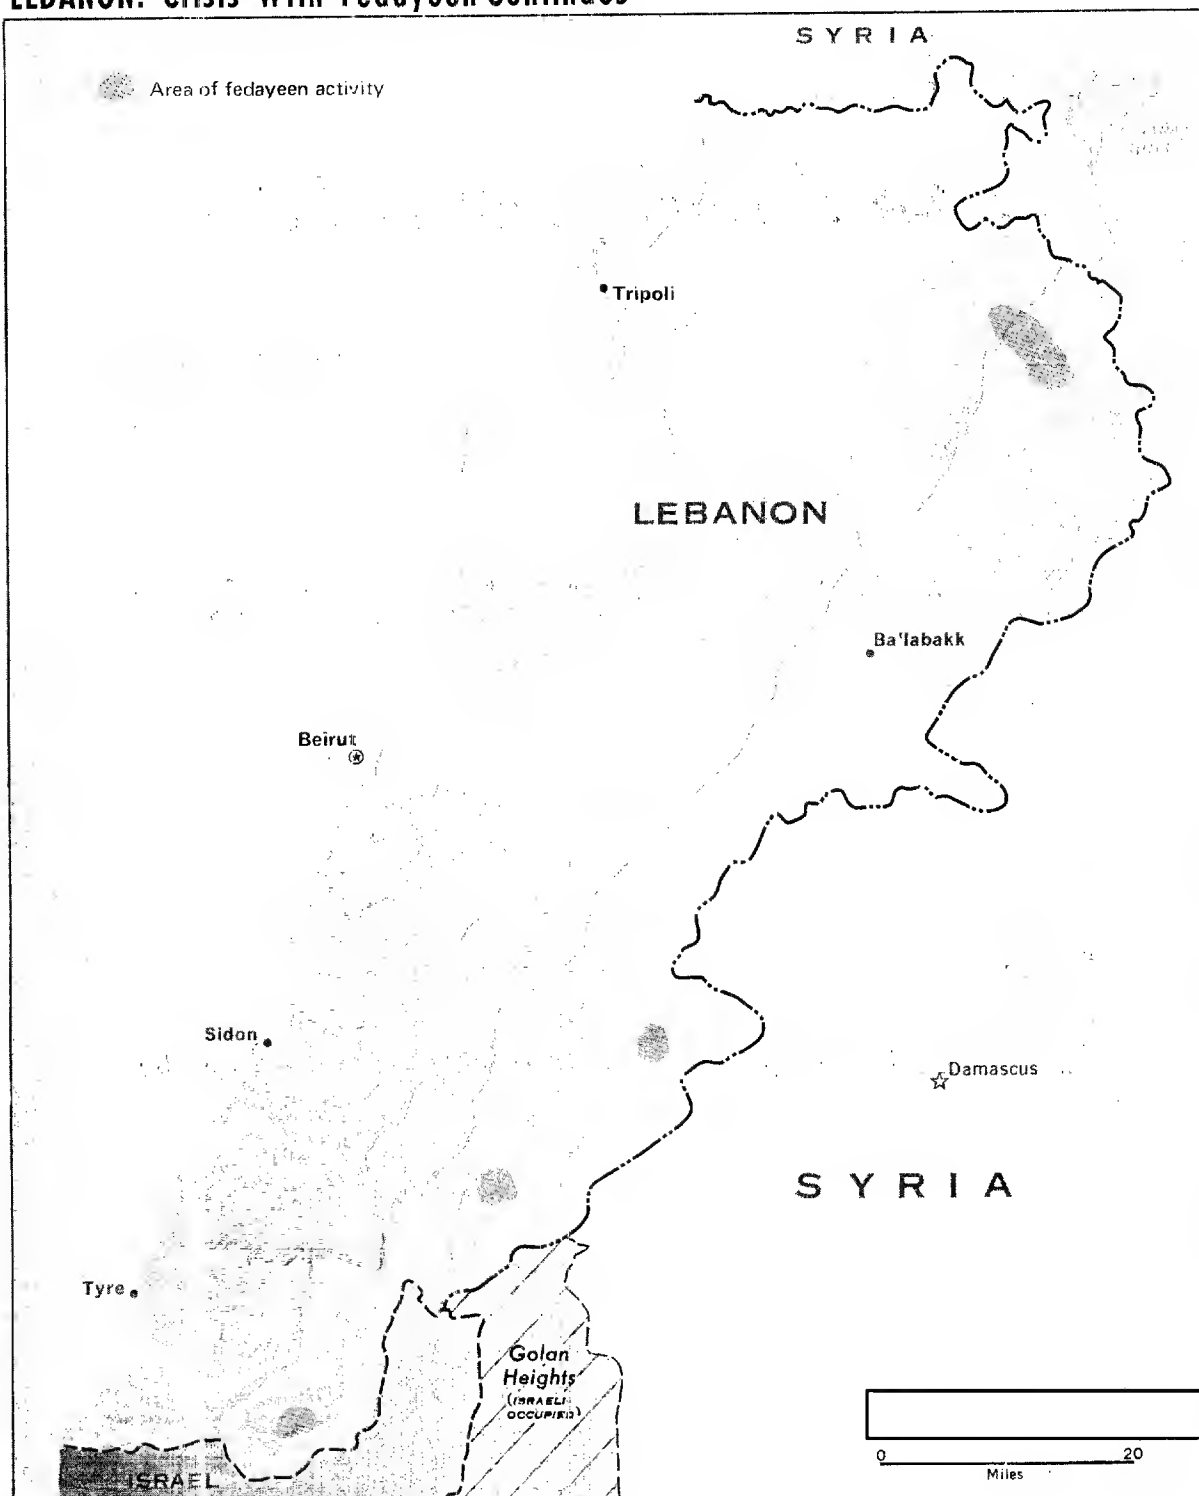 LEBANON: Crisis With Fedayeen Continues
SYRIA
Area of fedayeen activity
Tripoli
LEBANON
Ba'labakk
Beirut
Sidon
Damascus
SYRIA
Tyre
Golan
Heights
(ISRAELI
OCCUPIED)
ISRAEL
0 20
Miles